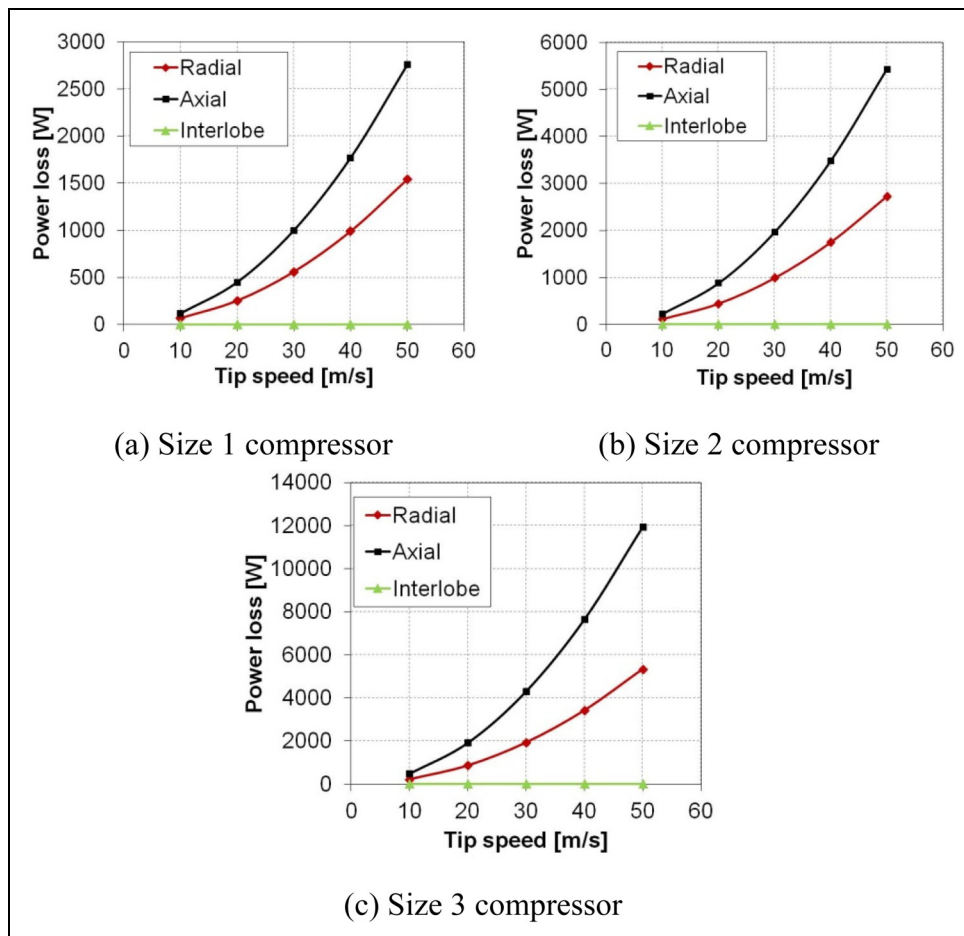 3000
2500
2000
1500
1000
500
0
Power loss [W]
Radial
Axial
Interlobe
0 10 20 30 40 50 60
Tip speed [m/s]
(a) Size 1 compressor
6000
5000
4000
3000
2000
1000
0
Power loss [W]
Radial
Axial
Interlobe
0 10 20 30 40 50 60
Tip speed [m/s]
(b) Size 2 compressor
14000
12000
10000
8000
6000
4000
2000
0
Power loss [W]
Radial
Axial
Interlobe
0 10 20 30 40 50 60
Tip speed [m/s]
(c) Size 3 compressor